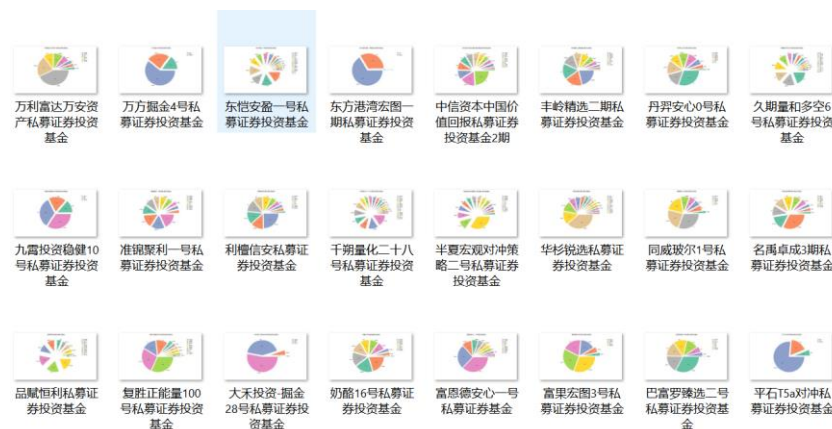 万利富达万安资
产私募证券投资
基金
万方掘金4号私
募证券投资基金
东恺安盈一号私
募证券投资基金
东方港湾宏图一
期私募证券投资
基金
中信资本中国价
值回报私募证券
投资基金2期
丰岭精选二期私
募证券投资基金
丹羿安心0号私
募证券投资基金
久期量和多空6
号私募证券投资
基金
九霄投资稳健10
号私募证券投资
基金
准锦聚利一号私
募证券投资基金
利檀信安私募证
券投资基金
千朔量化二十八
号私募证券投资
基金
半夏宏观对冲策
略二号私募证券
投资基金
华杉锐选私募证
券投资基金
同威玻尔1号私
募证券投资基金
名禹卓成3期私
募证券投资基金
品赋恒利私募证
券投资基金
复胜正能量100
号私募证券投资
基金
大禾投资-掘金
28号私募证券投
资基金
奶酪16号私募证
券投资基金
富恩德安心一号
私募证券投资基
金
富果宏图3号私
募证券投资基金
巴富罗臻选二号
私募证券投资基
金
平石T5a对冲私
募证券投资基金